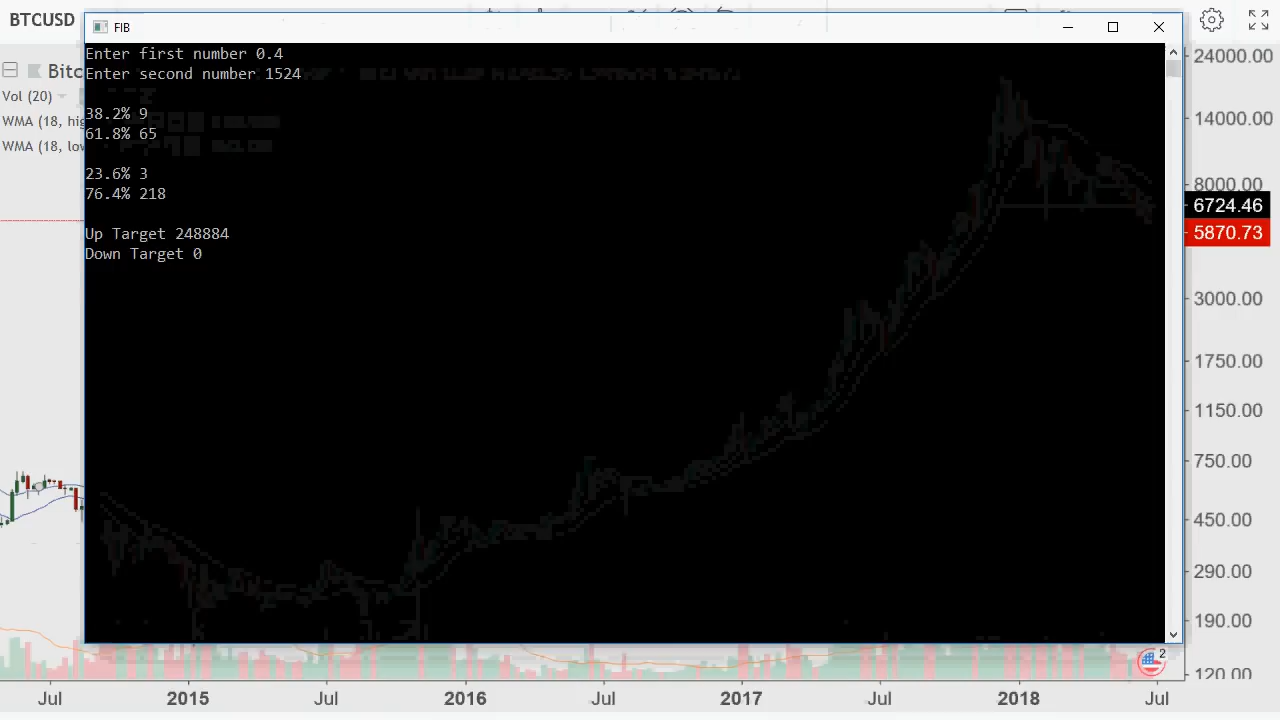 BTCUSD
FIB
Enter first number 0.4
Enter second number 1524
38.2% 9
61.8% 65
23.6% 3
76.4% 218
Up Target 248884
Down Target 0
Bitc
Vol (20)
WMA (18, hig
WMA (18, low
24000.00
14000.00
8000.00
6724.46
5870.73
3000.00
1750.00
1150.00
750.00
450.00
290.00
190.00
120.00
2
Jul 2015 Jul 2016 Jul 2017 Jul 2018 Jul